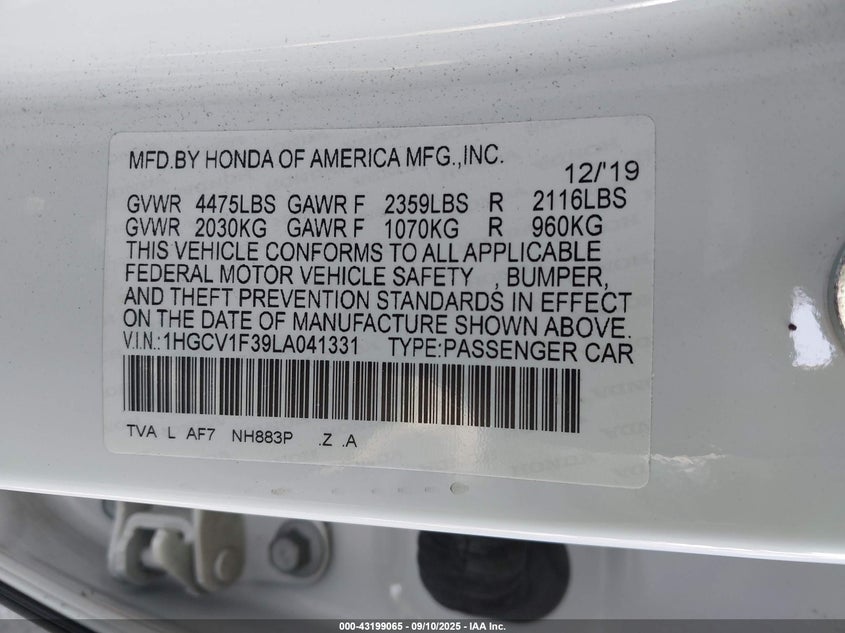 MFD.BY HONDA OF AMERICA MFG.,INC.
12/'19
GVWR 4475LBS GAWR F 2359LBS R 2116LBS
GVWR 2030KG GAWR F 1070KG R 960KG
THIS VEHICLE CONFORMS TO ALL APPLICABLE
FEDERAL MOTOR VEHICLE SAFETY , BUMPER,
AND THEFT PREVENTION STANDARDS IN EFFECT
ON THE DATE OF MANUFACTURE SHOWN ABOVE.
V.I.N.:1HGCV1F39LA041331 TYPE:PASSENGER CAR
TVA L AF7 NH883P .Z .A
000-43199065 - 09/10/2025 - IAA Inc.